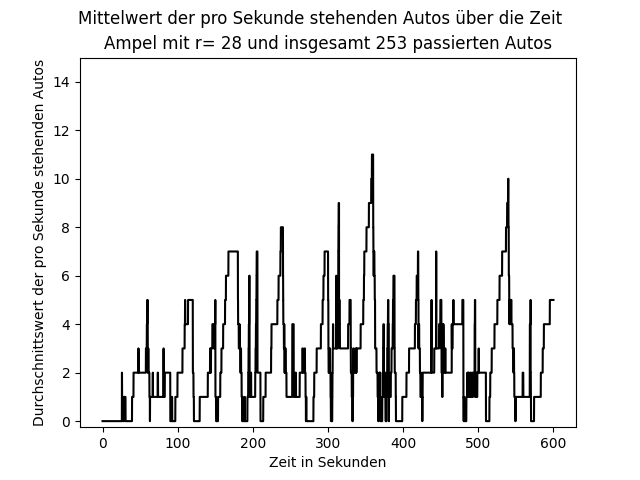 Mittelwert der pro Sekunde stehenden Autos über die Zeit
Ampel mit r= 28 und insgesamt 253 passierten Autos
Durchschnittswert der pro Sekunde stehenden Autos
14
12
10
8
6
4
2
0
0 100 200 300 400 500 600
Zeit in Sekunden